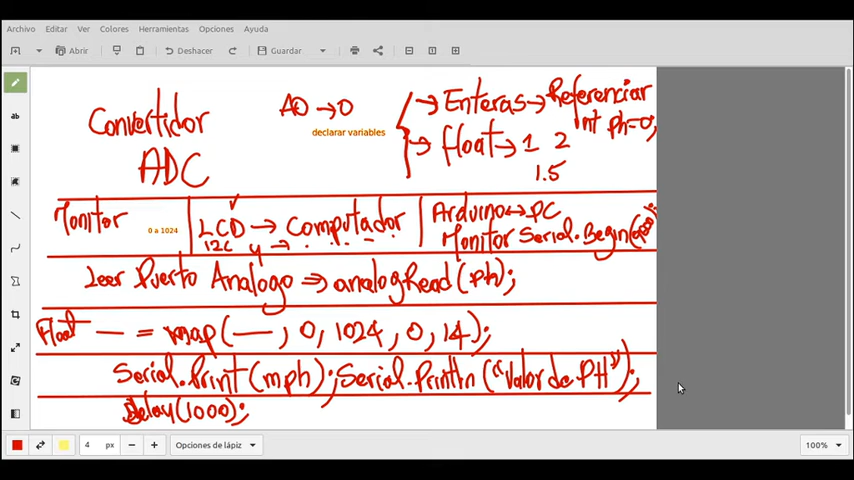 Archivo Editar Ver Colores Herramientas Opciones Ayuda
Abrir Deshacer Guardar
Convertidor
ADC
A0 → 0
declarar variables
→ Enteras → Referenciar
Int Ph=0;
→ float → 1 2
1.5
Monitor
0 a 1024
LCD → Computador
I2C y →
Arduino ↔ PC
Monitor Serial.Begin(9600);
Leer Puerto Analogo ⇒ analogRead(ph);
Float — = map(—, 0, 1024, 0, 14);
Serial.Print(mph); Serial.Println("Valor de PH");
delay(1000);
4 px Opciones de lápiz 100%